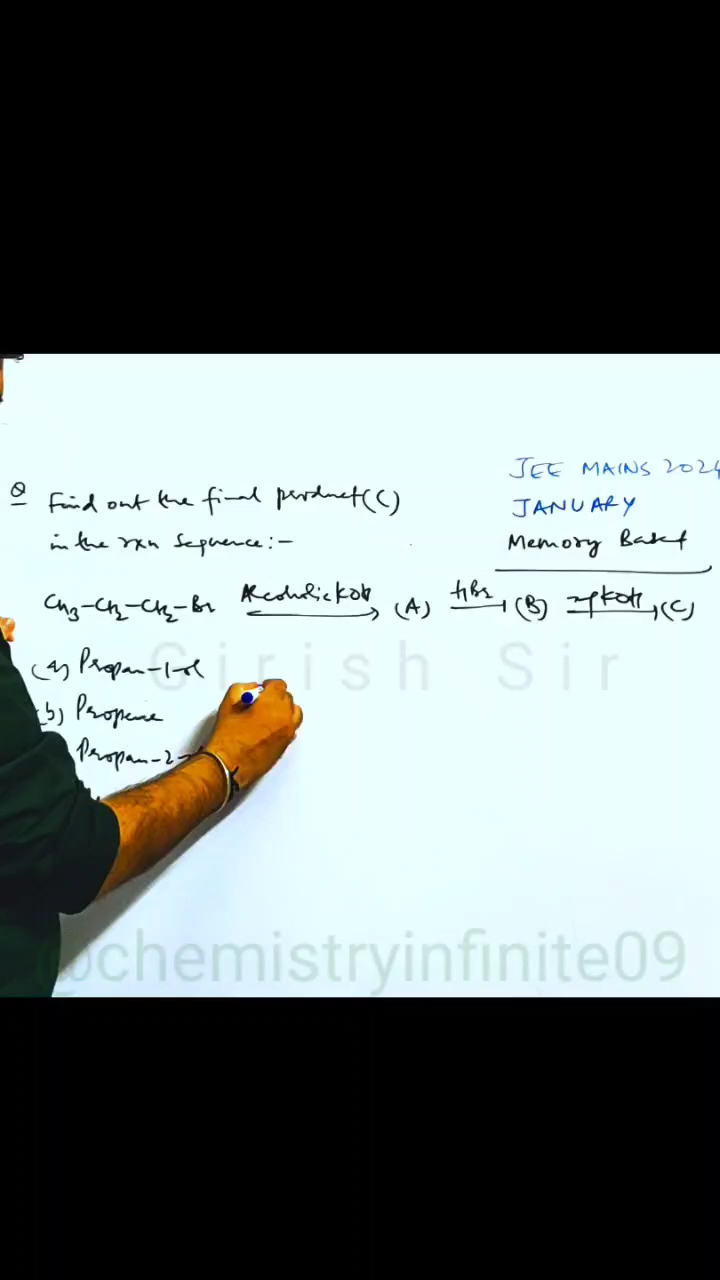 Q Find out the final product (C)
in the rxn sequence:-
JEE MAINS 2024
JANUARY
Memory Based
CH3-CH2-CH2-Br Alcoholic KOH (A) HBr (B) aq KOH (C)
(a) Propan-1-ol
(b) Propene
Propan-2-
Girish Sir
@chemistryinfinite09